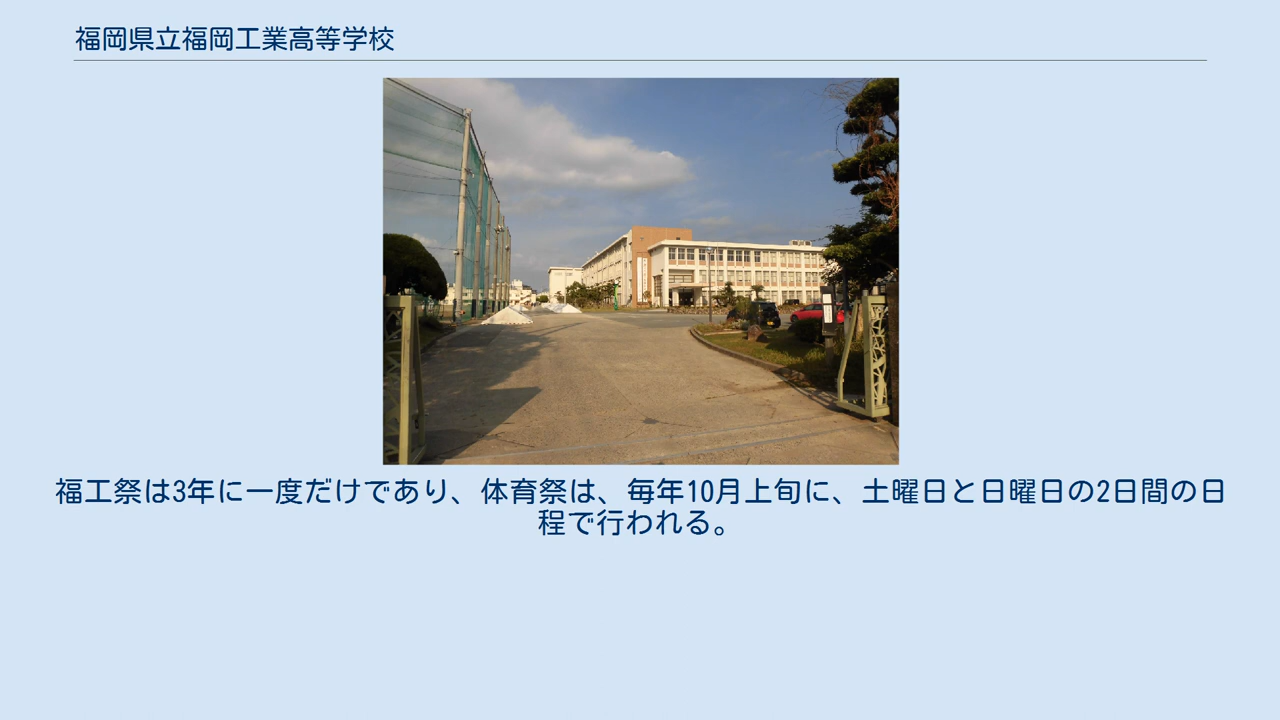 福岡県立福岡工業高等学校
福工祭は3年に一度だけであり、体育祭は、毎年10月上旬に、土曜日と日曜日の2日間の日
程で行われる。